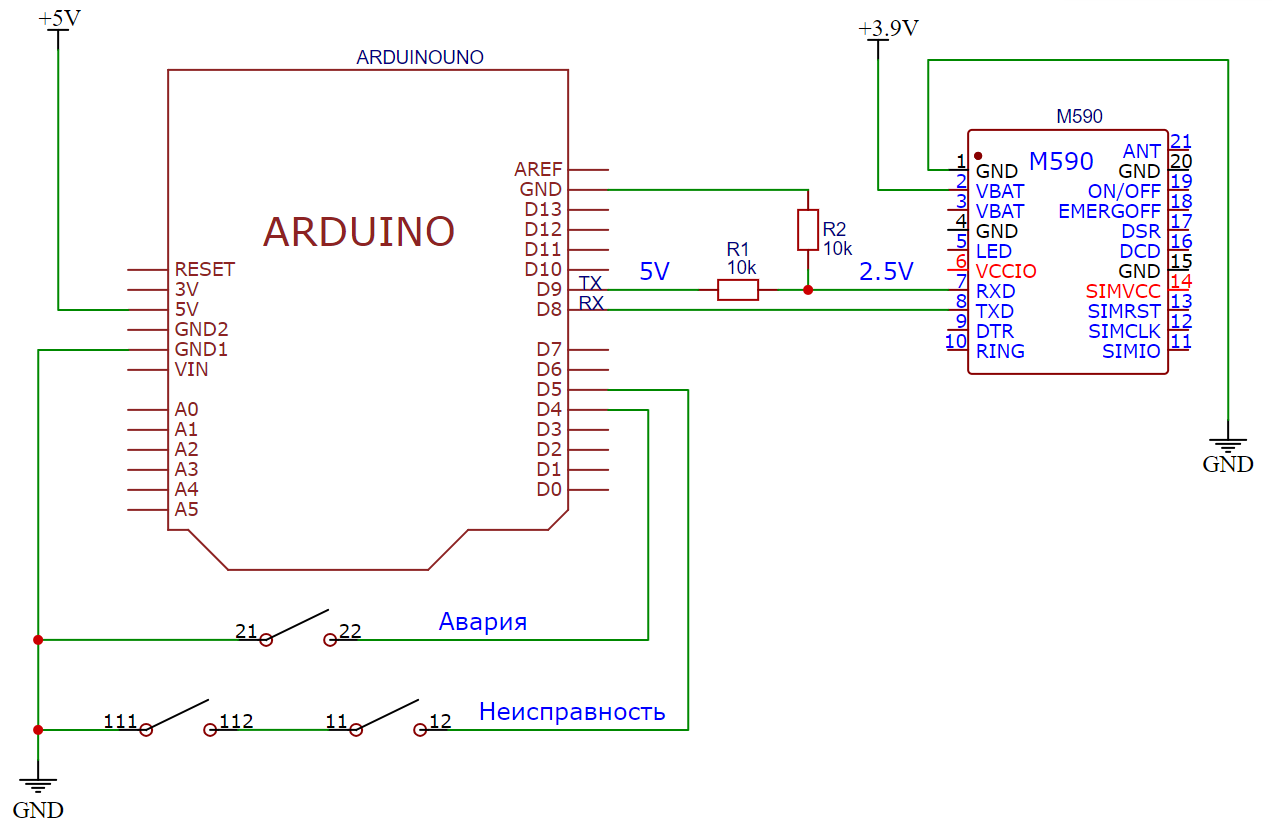 +5V
ARDUINOUNO
ARDUINO
RESET
3V
5V
GND2
GND1
VIN
A0
A1
A2
A3
A4
A5
AREF
GND
D13
D12
D11
D10
D9
D8
D7
D6
D5
D4
D3
D2
D1
D0
TX
RX
5V
R1
10k
R2
10k
2.5V
+3.9V
M590
M590
1 GND
2 VBAT
3 VBAT
4 GND
5 LED
6 VCCIO
7 RXD
8 TXD
9 DTR
10 RING
ANT 21
GND 20
ON/OFF 19
EMERGOFF 18
DSR 17
DCD 16
GND 15
SIMVCC 14
SIMRST 13
SIMCLK 12
SIMIO 11
GND
21 22 Авария
111 112 11 12 Неисправность
GND